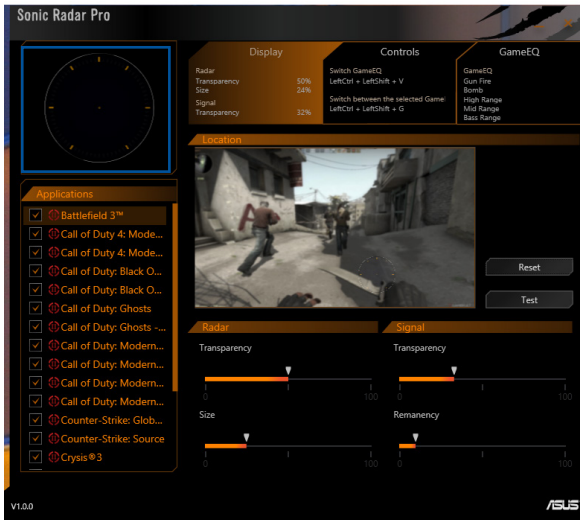 Sonic Radar Pro
Display
Radar
Transparency 50%
Size 24%
Signal
Transparency 32%
Controls
Switch GameEQ
LeftCtrl + LeftShift + V
Switch between the selected Game
LeftCtrl + LeftShift + G
GameEQ
GameEQ
Gun Fire
Bomb
High Range
Mid Range
Bass Range
Applications
Battlefield 3™
Call of Duty 4: Mode...
Call of Duty 4: Mode...
Call of Duty: Black O...
Call of Duty: Black O...
Call of Duty: Ghosts
Call of Duty: Ghosts -...
Call of Duty: Modern...
Call of Duty: Modern...
Call of Duty: Modern...
Call of Duty: Modern...
Counter-Strike: Glob...
Counter-Strike: Source
Crysis®3
Location
Reset
Test
Radar
Transparency
0 100
Size
0 100
Signal
Transparency
0 100
Remanency
0 100
V1.0.0
ASUS